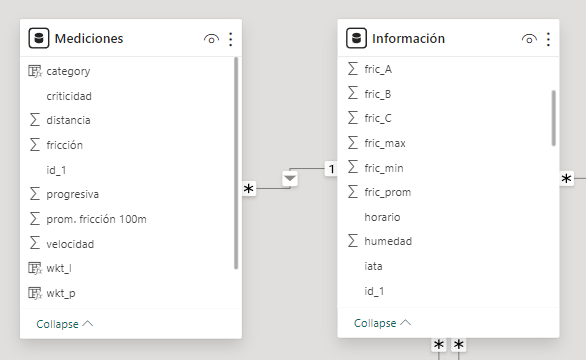 Mediciones
category
criticidad
distancia
fricción
id_1
progresiva
prom. fricción 100m
velocidad
wkt_l
wkt_p
Collapse
*
1
Información
fric_A
fric_B
fric_C
fric_max
fric_min
fric_prom
horario
humedad
iata
id_1
Collapse
*
*
*